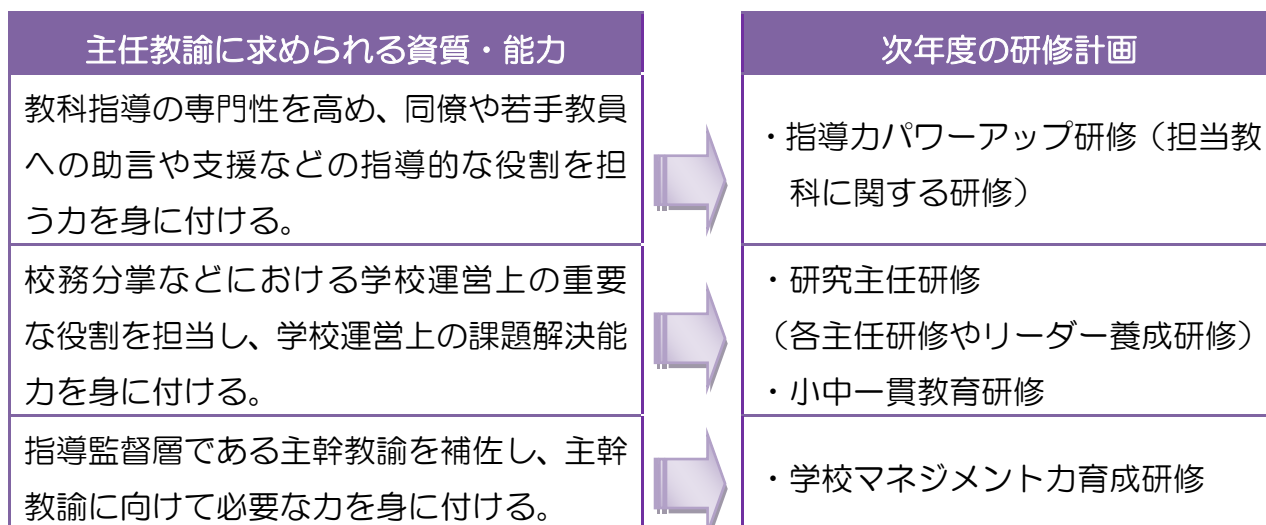 主任教諭に求められる資質・能力
次年度の研修計画
教科指導の専門性を高め、同僚や若手教員
への助言や支援などの指導的な役割を担
う力を身に付ける。
・指導力パワーアップ研修（担当教
科に関する研修）
校務分掌などにおける学校運営上の重要
な役割を担当し、学校運営上の課題解決能
力を身に付ける。
・研究主任研修
（各主任研修やリーダー養成研修）
・小中一貫教育研修
指導監督層である主幹教諭を補佐し、主幹
教諭に向けて必要な力を身に付ける。
・学校マネジメント力育成研修